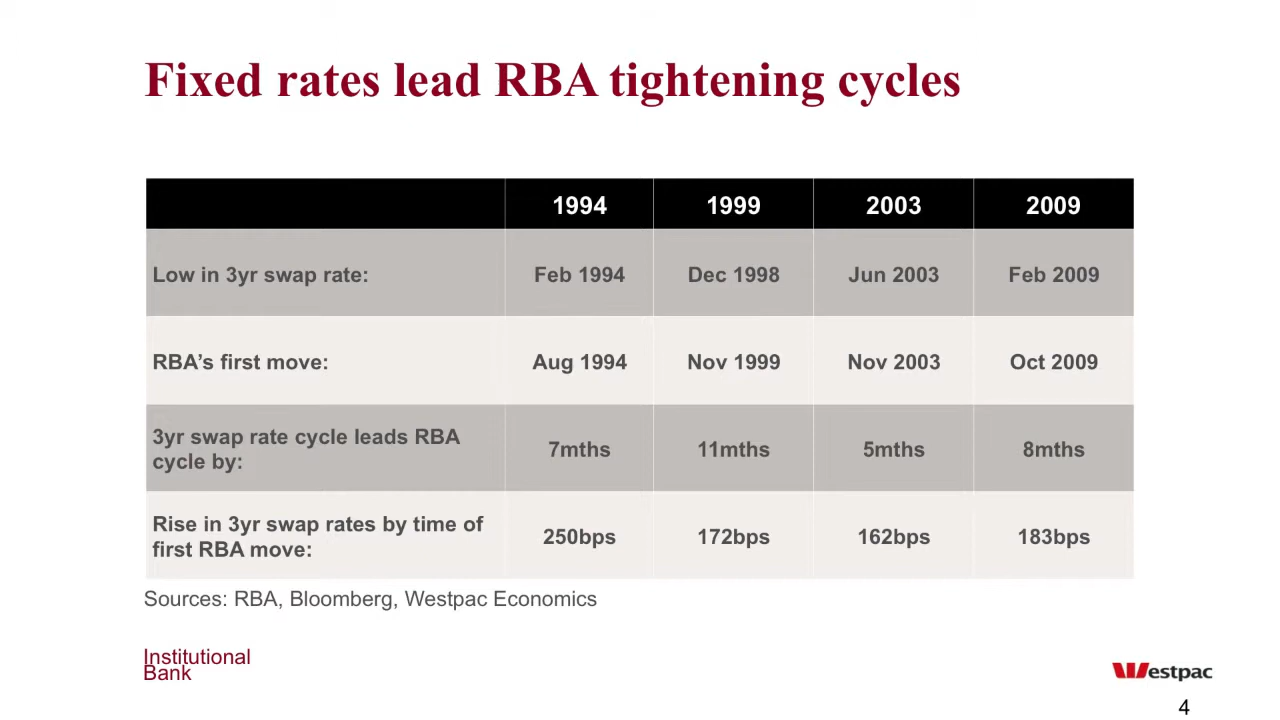 Fixed rates lead RBA tightening cycles
1994 1999 2003 2009
Low in 3yr swap rate: Feb 1994 Dec 1998 Jun 2003 Feb 2009
RBA’s first move: Aug 1994 Nov 1999 Nov 2003 Oct 2009
3yr swap rate cycle leads RBA
cycle by: 7mths 11mths 5mths 8mths
Rise in 3yr swap rates by time of
first RBA move: 250bps 172bps 162bps 183bps
Sources: RBA, Bloomberg, Westpac Economics
Institutional
Bank
Westpac
4